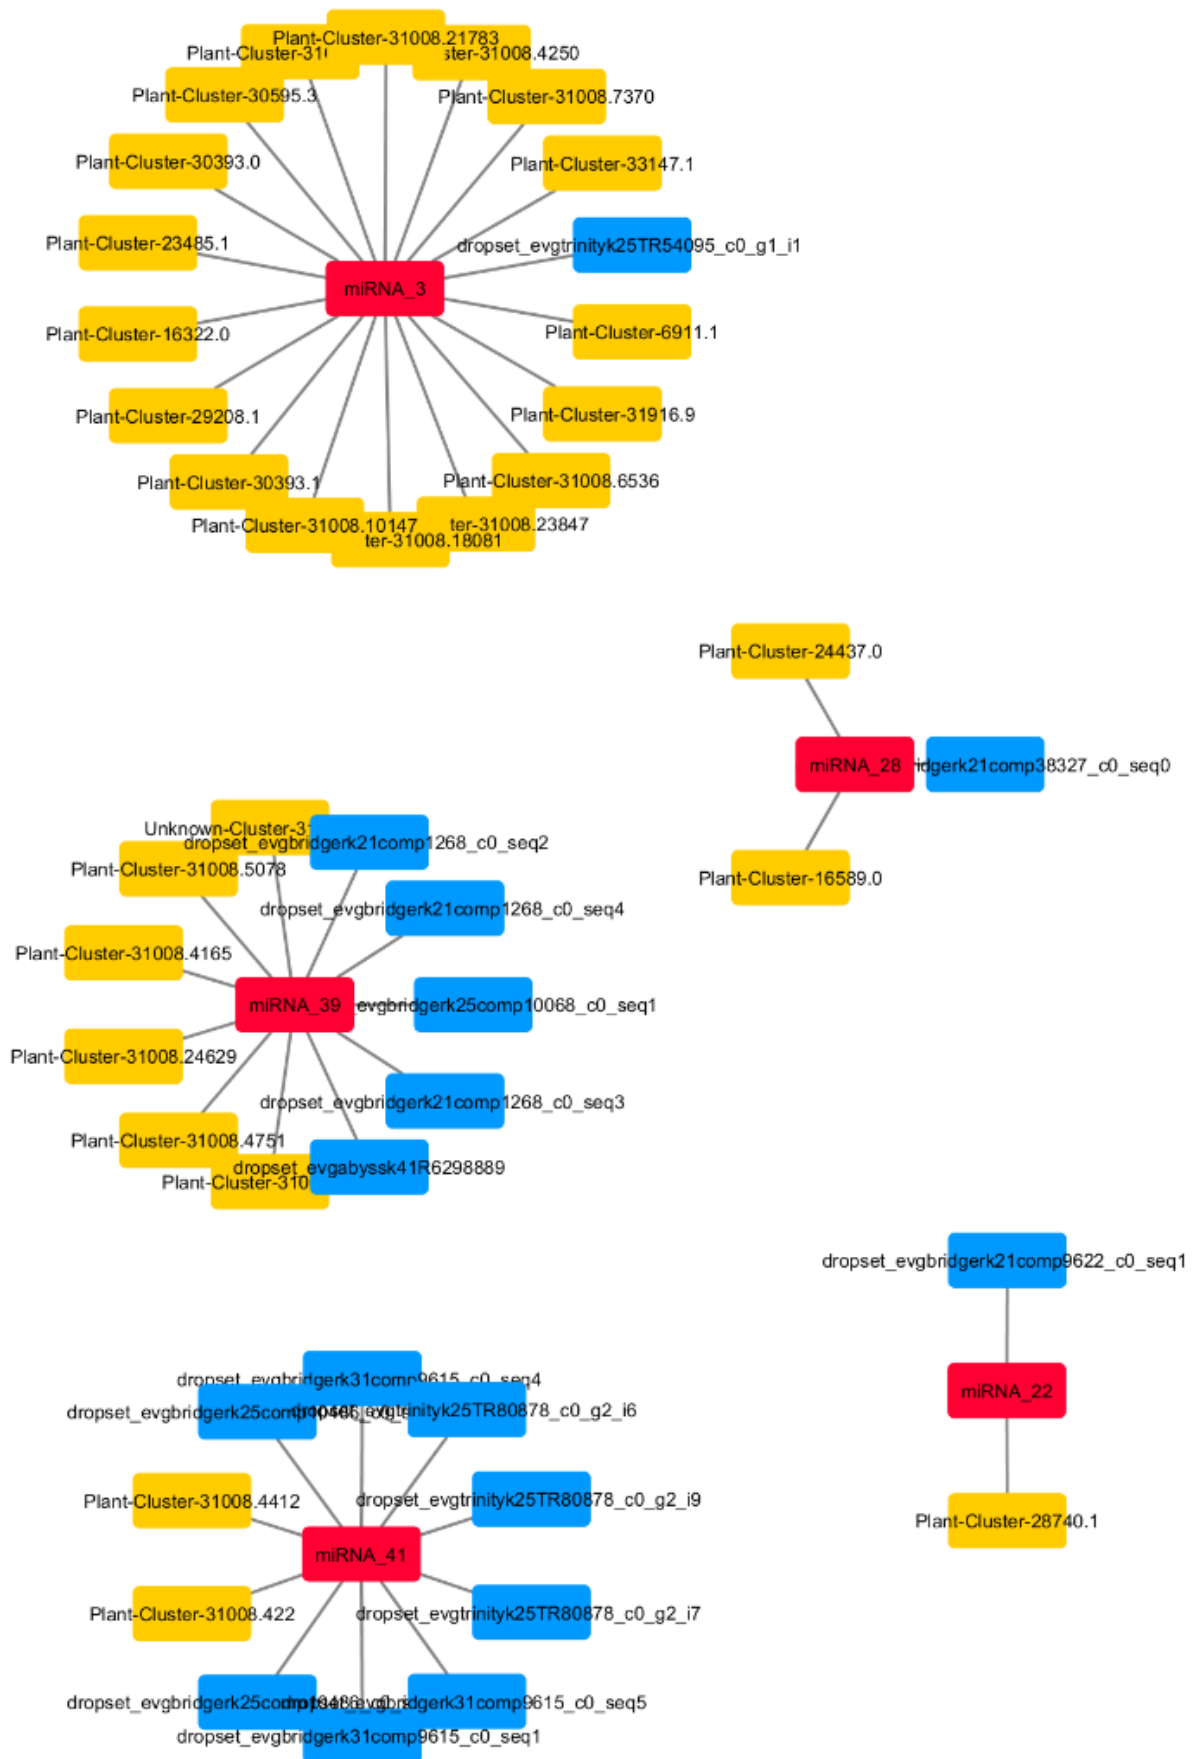 Plant-Cluster-31008.21783
Plant-Cluster-31
ster-31008.4250
Plant-Cluster-30595.3
Plant-Cluster-31008.7370
Plant-Cluster-30393.0
Plant-Cluster-33147.1
Plant-Cluster-23485.1
dropset_evgtrinityk25TR54095_c0_g1_i1
miRNA_3
Plant-Cluster-16322.0
Plant-Cluster-6911.1
Plant-Cluster-29208.1
Plant-Cluster-31916.9
Plant-Cluster-30393.1
Plant-Cluster-31008.6536
Plant-Cluster-31008.10147
ter-31008.23847
ter-31008.18081
Plant-Cluster-24437.0
miRNA_28
idgerk21comp38327_c0_seq0
Plant-Cluster-16589.0
Unknown-Cluster-3
dropset_evgbridgerk21comp1268_c0_seq2
Plant-Cluster-31008.5078
dropset_evgbridgerk21comp1268_c0_seq4
Plant-Cluster-31008.4165
miRNA_39
evgbridgerk25comp10068_c0_seq1
Plant-Cluster-31008.24629
dropset_evgbridgerk21comp1268_c0_seq3
Plant-Cluster-31008.4751
dropset_evgabyssk41R6298889
Plant-Cluster-310
dropset_evgbridgerk21comp9622_c0_seq1
miRNA_22
Plant-Cluster-28740.1
dropset_evgbridgerk31comp9615_c0_seq4
dropset_evgbridgerk25comp
dropset_evgtrinityk25TR80878_c0_g2_i6
Plant-Cluster-31008.4412
dropset_evgtrinityk25TR80878_c0_g2_i9
miRNA_41
Plant-Cluster-31008.422
dropset_evgtrinityk25TR80878_c0_g2_i7
dropset_evgbridgerk25comp
dropset_evgbridgerk31comp9615_c0_seq5
dropset_evgbridgerk31comp9615_c0_seq1